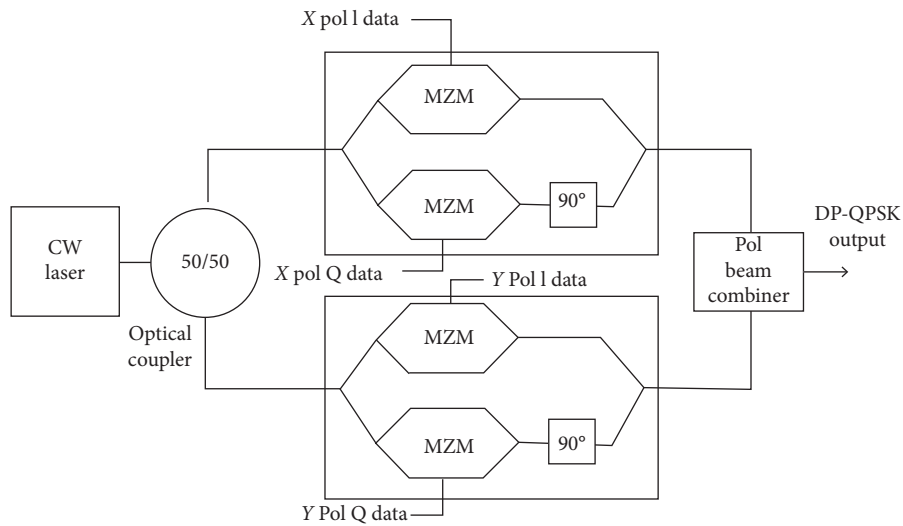 X pol l data
MZM
MZM
90°
X pol Q data
CW
laser
50/50
Optical
coupler
DP-QPSK
output
Pol
beam
combiner
Y Pol l data
MZM
MZM
90°
Y Pol Q data